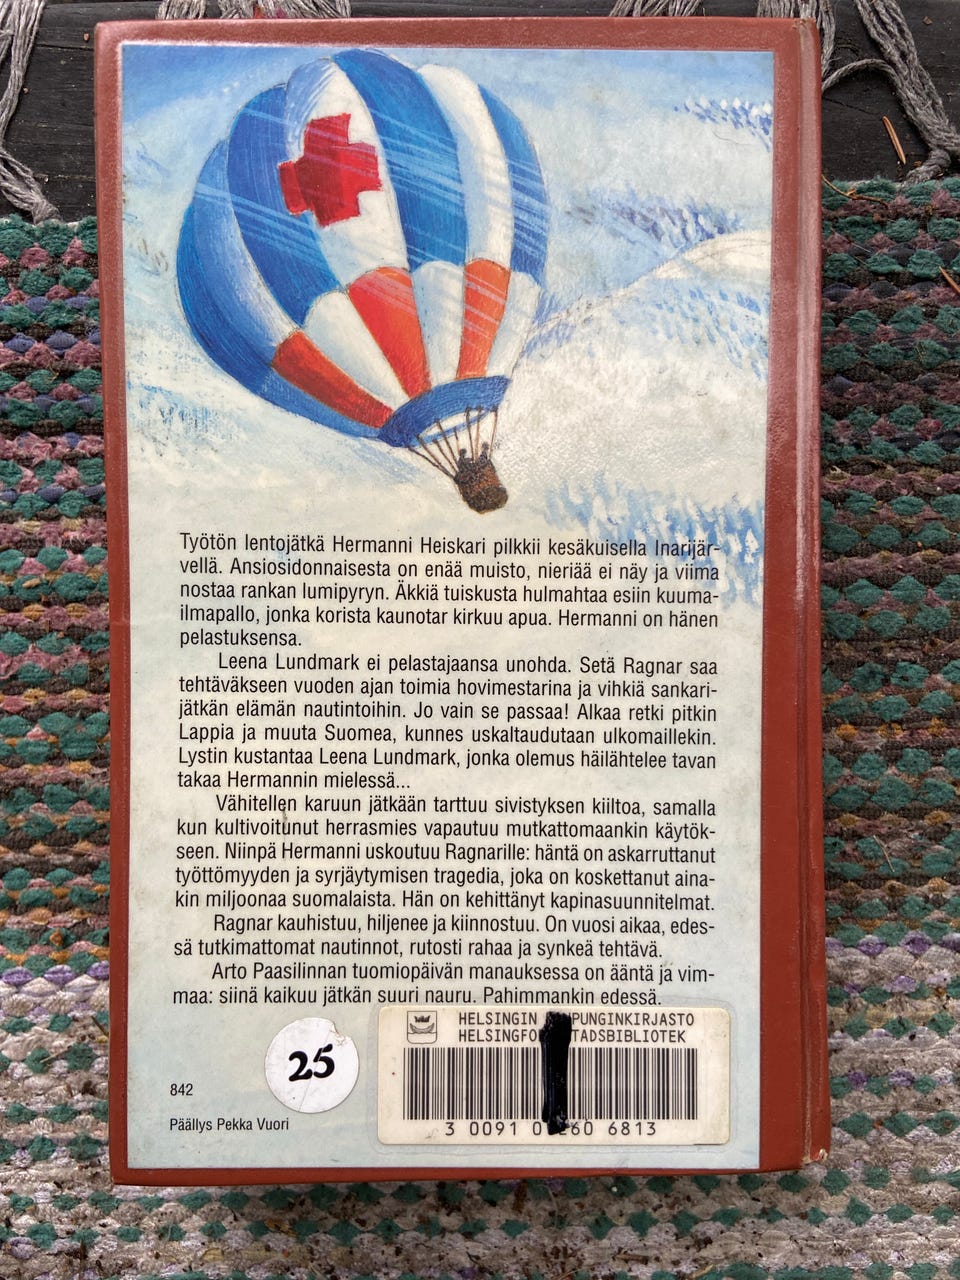 Työtön lentojätkä Hermanni Heiskari pilkkii kesäkuisella Inarijär-
vellä. Ansiosidonnaisesta on enää muisto, nieriää ei näy ja viima
nostaa rankan lumipyryn. Äkkiä tuiskusta hulmahtaa esiin kuuma-
ilmapallo, jonka korista kaunotar kirkuu apua. Hermanni on hänen
pelastuksensa.
Leena Lundmark ei pelastajaansa unohda. Setä Ragnar saa
tehtäväkseen vuoden ajan toimia hovimestarina ja vihkiä sankari-
jätkän elämän nautintoihin. Jo vain se passaa! Alkaa retki pitkin
Lappia ja muuta Suomea, kunnes uskaltaudutaan ulkomaillekin.
Lystin kustantaa Leena Lundmark, jonka olemus häilähtelee tavan
takaa Hermannin mielessä...
Vähitellen karuun jätkään tarttuu sivistyksen kiiltoa, samalla
kun kultivoitunut herrasmies vapautuu mutkattomaankin käytök-
seen. Niinpä Hermanni uskoutuu Ragnarille: häntä on askarruttanut
työttömyyden ja syrjäytymisen tragedia, joka on koskettanut aina-
kin miljoonaa suomalaista. Hän on kehittänyt kapinasuunnitelmat.
Ragnar kauhistuu, hiljenee ja kiinnostuu. On vuosi aikaa, edes-
sä tutkimattomat nautinnot, rutosti rahaa ja synkeä tehtävä.
Arto Paasilinnan tuomiopäivän manauksessa on ääntä ja vim-
maa: siinä kaikuu jätkän suuri nauru. Pahimmankin edessä.
HELSINGIN PUNGINKIRJASTO
HELSINGFO TADSBIBLIOTEK
25
842
3 0091 0 260 6813
Päällys Pekka Vuori